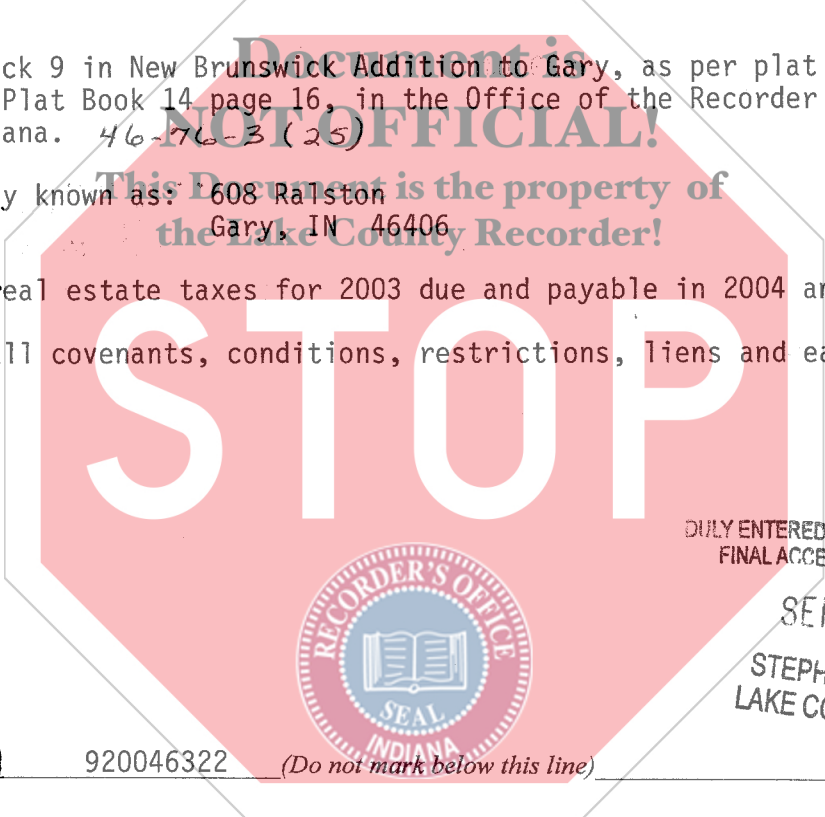 Document is
ck 9 in New Brunswick Addition to Gary, as per plat
Plat Book 14 page 16, in the Office of the Recorder
NOT OFFICIAL!
ana. 46-76-3 (25)
This Document is the property of
y known as: 608 Ralston
Gary, IN 46406
the Lake County Recorder!
real estate taxes for 2003 due and payable in 2004 an
ll covenants, conditions, restrictions, liens and ea
STOP
DULY ENTERED
FINAL ACCE
SE
STEPH
LAKE CO
RECORDER'S OFFICE
SEAL
INDIANA
920046322 (Do not mark below this line)